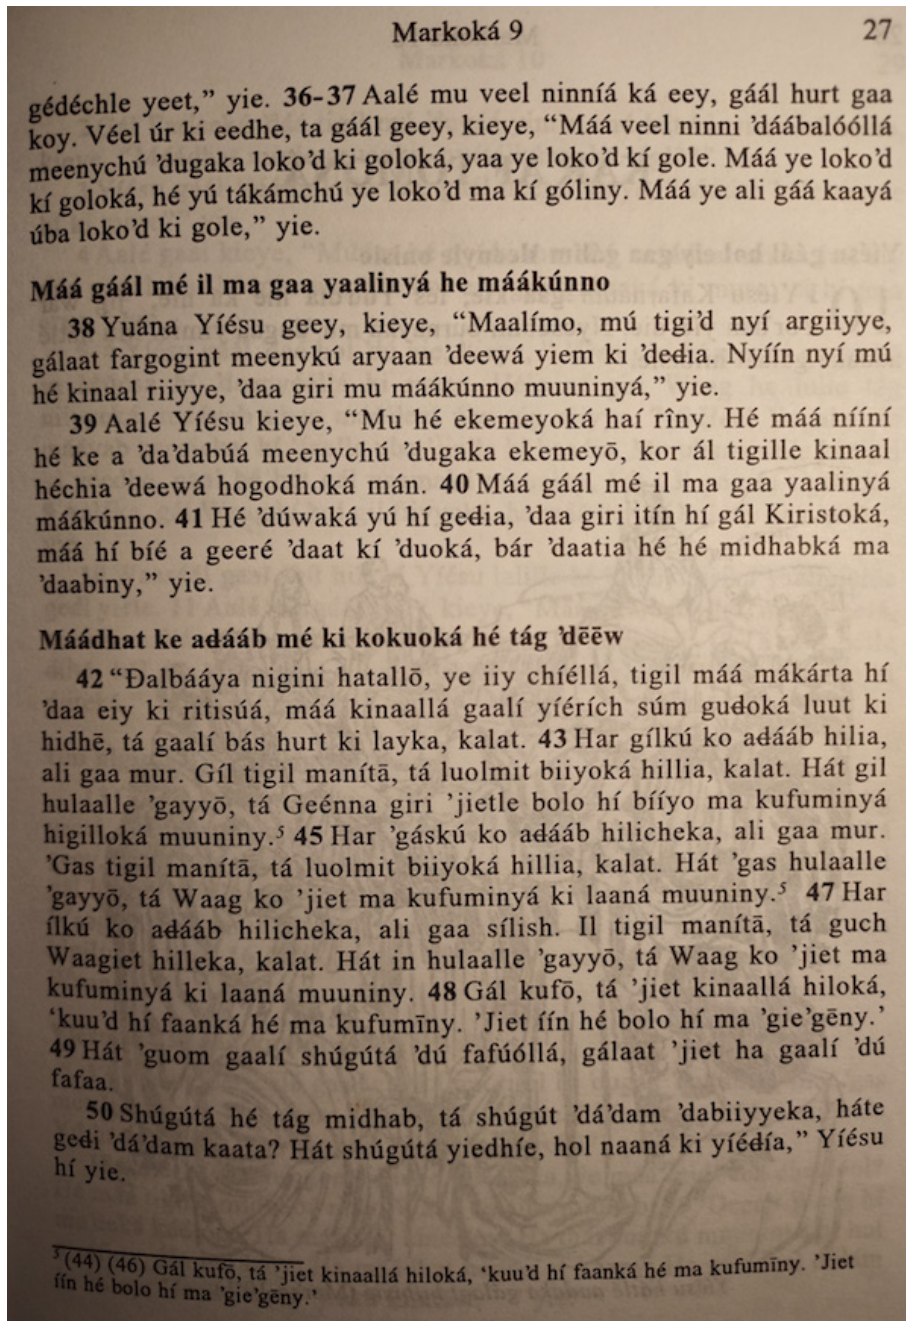 Markoká 9 27
gédéchle yeet,” yie. 36-37 Aalé mu veel ninníá ká eey, gáál hurt gaa
koy. Véel úr ki eedhe, ta gáál geey, kieye, “Máá veel ninni ’dáábalóóllá
meenychú ’dugaka loko’d ki goloká, yaa ye loko’d kí gole. Máá ye loko’d
kí goloká, hé yú tákámchú ye loko’d ma kí góliny. Máá ye ali gáá kaayá
úba loko’d ki gole,” yie.
Máá gáál mé il ma gaa yaalinyá he máákúnno
38 Yuána Yíésu geey, kieye, “Maalímo, mú tigi’d nyí argiiyye,
gálaat fargogint meenykú aryaan ’deewá yiem ki ’dedia. Nyíín nyí mú
hé kinaal riiyye, ’daa giri mu máákúnno muuninyá,” yie.
39 Aalé Yíésu kieye, “Mu hé ekemeyoká haí rîny. Hé máá nííní
hé ke a ’da’dabúá meenychú ’dugaka ekemeyō, kor ál tigille kinaal
héchia ’deewá hogodhoká mán. 40 Máá gáál mé il ma gaa yaalinyá
máákúnno. 41 Hé ’dúwaká yú hí geđia, ’daa giri itín hí gál Kiristoká,
máá hí bíé a geeré ’daat kí ’duoká, bár ’daatia hé hé midhabká ma
’daabiny,” yie.
Máádhat ke ađááb mé ki kokuoká hé tág ’dēēw
42 “Đalbááya nigini hatallō, ye iiy chíéllá, tigil máá mákárta hí
’daa eiy ki ritisúá, máá kinaallá gaalí yíérích súm guđoká luut ki
hidhē, tá gaalí bás hurt ki layka, kalat. 43 Har gílkú ko ađááb hilia,
ali gaa mur. Gíl tigil manítā, tá luolmit biiyoká hillia, kalat. Hát gil
hulaalle ’gayyō, tá Geénna giri ’jietle bolo hí bííyo ma kufuminyá
higilloká muuniny.⁵ 45 Har ’gáskú ko ađááb hilicheka, ali gaa mur.
’Gas tigil manítā, tá luolmit biiyoká hillia, kalat. Hát ’gas hulaalle
’gayyō, tá Waag ko ’jiet ma kufuminyá ki laaná muuniny.⁵ 47 Har
ílkú ko ađááb hilicheka, ali gaa sílish. Il tigil manítā, tá guch
Waagiet hilleka, kalat. Hát in hulaalle ’gayyō, tá Waag ko ’jiet ma
kufuminyá ki laaná muuniny. 48 Gál kufō, tá ’jiet kinaallá hiloká,
‘kuu’d hí faanká hé ma kufumīny. ’Jiet íín hé bolo hí ma ’gie’gēny.’
49 Hát ’guom gaalí shúgútá ’dú fafúóllá, gálaat ’jiet ha gaalí ’dú
fafaa.
50 Shúgútá hé tág midhab, tá shúgút ’dá’dam ’dabiiyyeka, háte
geđi ’dá’dam kaata? Hát shúgútá yiedhíe, hol naaná ki yíéđía,” Yíésu
hí yie.
⁵ (44) (46) Gál kufō, tá ’jiet kinaallá hiloká, ‘kuu’d hí faanká hé ma kufumīny. ’Jiet
íín hé bolo hí ma ’gie’gēny.’